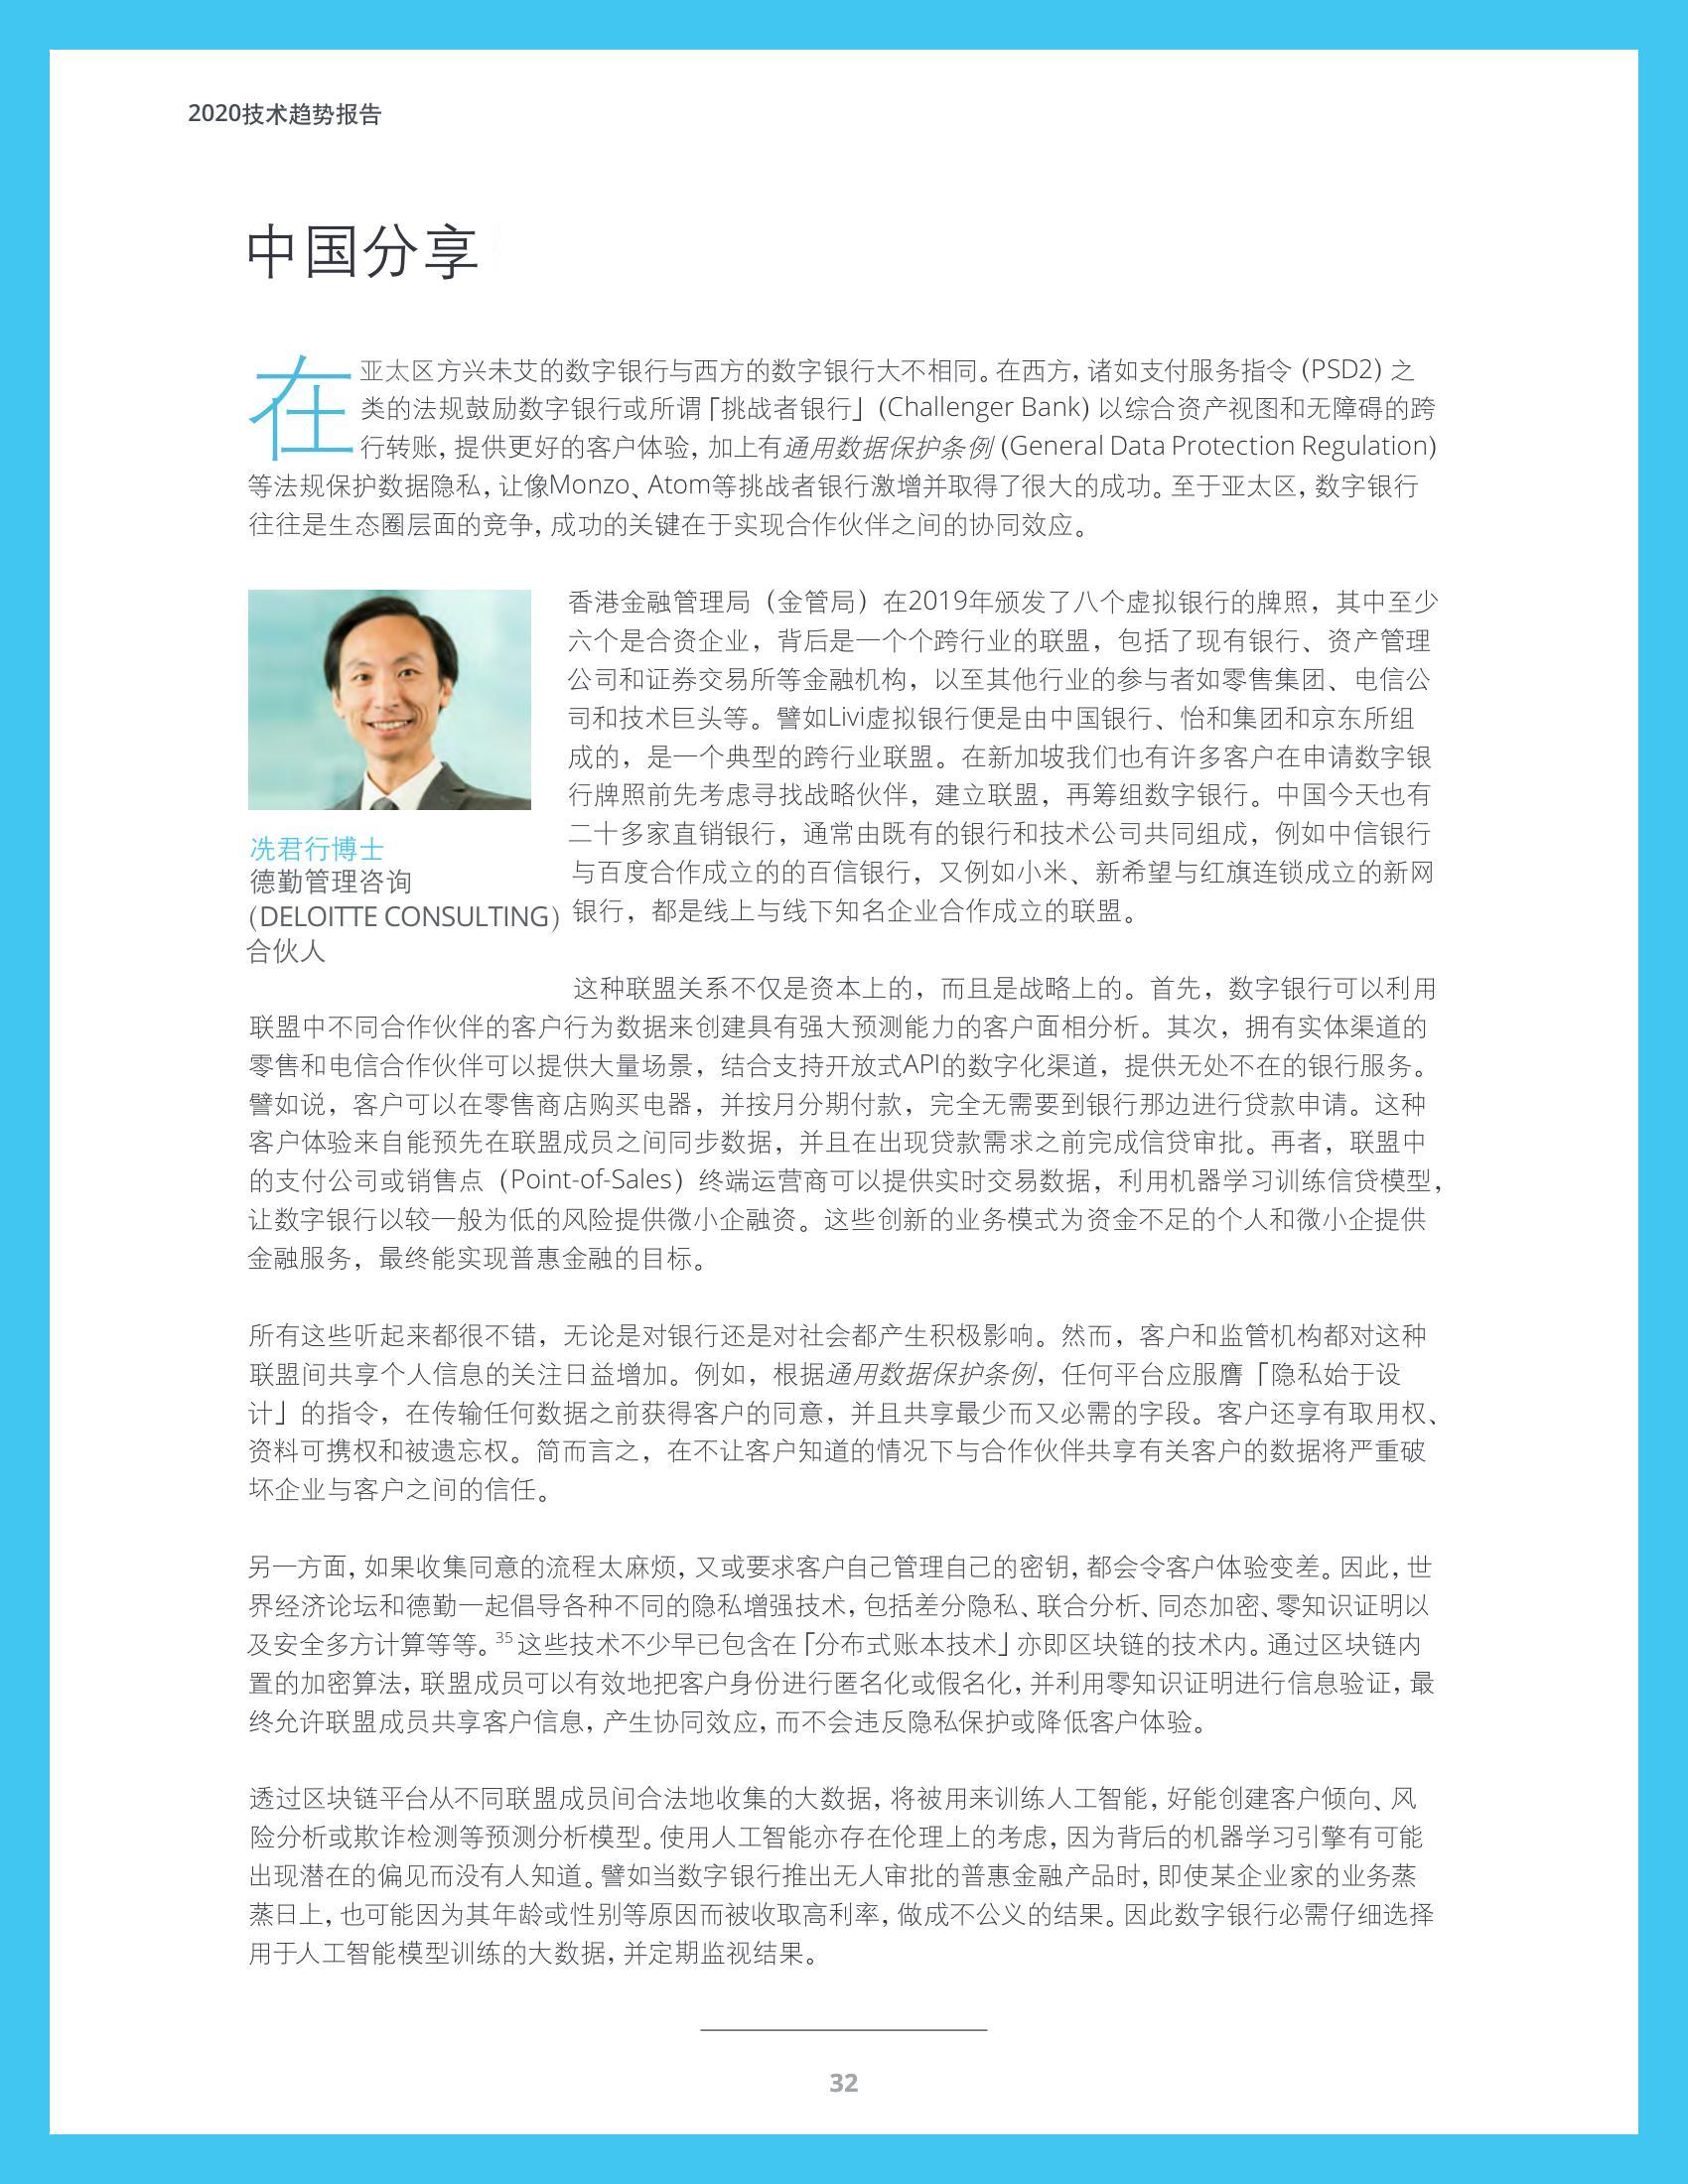 2020技术趋势报告
中国分享
在亚太区方兴未艾的数字银行与西方的数字银行大不相同。在西方，诸如支付服务指令 (PSD2) 之
类的法规鼓励数字银行或所谓「挑战者银行」(Challenger Bank) 以综合资产视图和无障碍的跨
行转账，提供更好的客户体验，加上有通用数据保护条例 (General Data Protection Regulation)
等法规保护数据隐私，让像Monzo、Atom等挑战者银行激增并取得了很大的成功。至于亚太区，数字银行
往往是生态圈层面的竞争，成功的关键在于实现合作伙伴之间的协同效应。
冼君行博士
德勤管理咨询
(DELOITTE CONSULTING)
合伙人
香港金融管理局（金管局）在2019年颁发了八个虚拟银行的牌照，其中至少
六个是合资企业，背后是一个个跨行业的联盟，包括了现有银行、资产管理
公司和证券交易所等金融机构，以至其他行业的参与者如零售集团、电信公
司和技术巨头等。譬如Livi虚拟银行便是由中国银行、怡和集团和京东所组
成的，是一个典型的跨行业联盟。在新加坡我们也有许多客户在申请数字银
行牌照前先考虑寻找战略伙伴，建立联盟，再筹组数字银行。中国今天也有
二十多家直销银行，通常由既有的银行和技术公司共同组成，例如中信银行
与百度合作成立的的百信银行，又例如小米、新希望与红旗连锁成立的新网
银行，都是线上与线下知名企业合作成立的联盟。
这种联盟关系不仅是资本上的，而且是战略上的。首先，数字银行可以利用
联盟中不同合作伙伴的客户行为数据来创建具有强大预测能力的客户面相分析。其次，拥有实体渠道的
零售和电信合作伙伴可以提供大量场景，结合支持开放式API的数字化渠道，提供无处不在的银行服务。
譬如说，客户可以在零售商店购买电器，并按月分期付款，完全无需要到银行那边进行贷款申请。这种
客户体验来自能预先在联盟成员之间同步数据，并且在出现贷款需求之前完成信贷审批。再者，联盟中
的支付公司或销售点（Point-of-Sales）终端运营商可以提供实时交易数据，利用机器学习训练信贷模型，
让数字银行以较一般为低的风险提供微小企融资。这些创新的业务模式为资金不足的个人和微小企提供
金融服务，最终能实现普惠金融的目标。
所有这些听起来都很不错，无论是对银行还是对社会都产生积极影响。然而，客户和监管机构都对这种
联盟间共享个人信息的关注日益增加。例如，根据通用数据保护条例，任何平台应服膺「隐私始于设
计」的指令，在传输任何数据之前获得客户的同意，并且共享最少而又必需的字段。客户还享有取用权、
资料可携权和被遗忘权。简而言之，在不让客户知道的情况下与合作伙伴共享有关客户的数据将严重破
坏企业与客户之间的信任。
另一方面，如果收集同意的流程太麻烦，又或要求客户自己管理自己的密钥，都会令客户体验变差。因此，世
界经济论坛和德勤一起倡导各种不同的隐私增强技术，包括差分隐私、联合分析、同态加密、零知识证明以
及安全多方计算等等。35 这些技术不少早已包含在「分布式账本技术」亦即区块链的技术内。通过区块链内
置的加密算法，联盟成员可以有效地把客户身份进行匿名化或假名化，并利用零知识证明进行信息验证，最
终允许联盟成员共享客户信息，产生协同效应，而不会违反隐私保护或降低客户体验。
透过区块链平台从不同联盟成员间合法地收集的大数据，将被用来训练人工智能，好能创建客户倾向、风
险分析或欺诈检测等预测分析模型。使用人工智能亦存在伦理上的考虑，因为背后的机器学习引擎有可能
出现潜在的偏见而没有人知道。譬如当数字银行推出无人审批的普惠金融产品时，即使某企业家的业务蒸
蒸日上，也可能因为其年龄或性别等原因而被收取高利率，做成不公义的结果。因此数字银行必需仔细选择
用于人工智能模型训练的大数据，并定期监视结果。
32